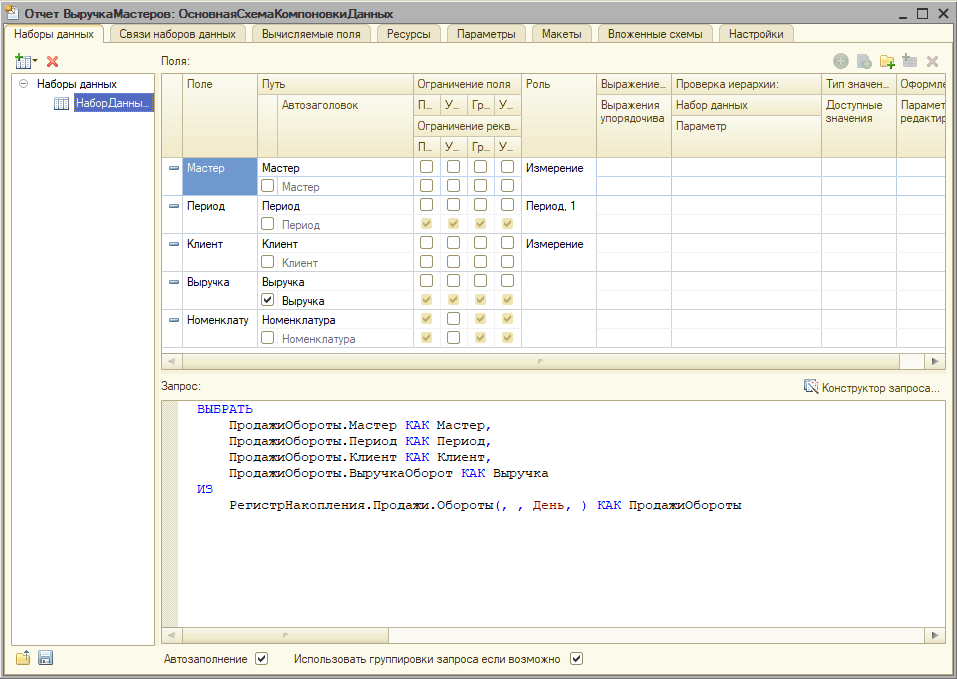 Отчет ВыручкаМастеров: ОсновнаяСхемаКомпоновкиДанных
Наборы данных Связи наборов данных Вычисляемые поля Ресурсы Параметры Макеты Вложенные схемы Настройки
Поля:
Наборы данных
НаборДанны...
Поле Путь Ограничение поля Роль Выражение... Проверка иерархии: Тип значен... Оформле
Автозаголовок П... У... Гр... У... Выражения упорядочива Набор данных Доступные значения Парамет редактир
Ограничение рекв... Параметр
П... У... Гр... У...
Мастер Мастер Измерение
Мастер
Период Период Период, 1
Период
Клиент Клиент Измерение
Клиент
Выручка Выручка
Выручка
Номенклату Номенклатура
Номенклатура
Запрос: Конструктор запроса...
ВЫБРАТЬ
ПродажиОбороты.Мастер КАК Мастер,
ПродажиОбороты.Период КАК Период,
ПродажиОбороты.Клиент КАК Клиент,
ПродажиОбороты.ВыручкаОборот КАК Выручка
ИЗ
РегистрНакопления.Продажи.Обороты(, , День, ) КАК ПродажиОбороты
Автозаполнение Использовать группировки запроса если возможно